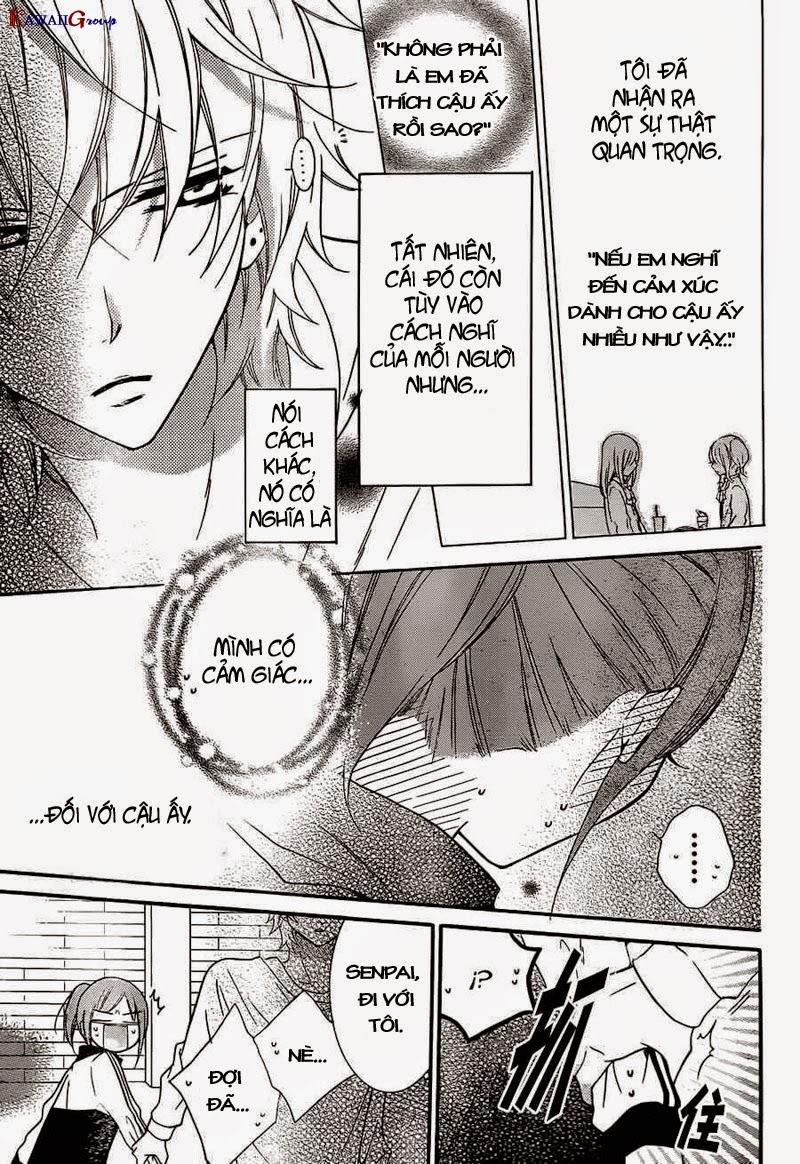 KAWAIIGroup
TÔI ĐÃ
NHẬN RA
MỘT SỰ THẬT
QUAN TRỌNG.
"NẾU EM NGHĨ
ĐẾN CẢM XÚC
DÀNH CHO CẬU ẤY
NHIỀU NHƯ VẬY."
"KHÔNG PHẢI
LÀ EM ĐÃ
THÍCH CẬU ẤY
RỒI SAO?"
TẤT NHIÊN,
CÁI ĐÓ CÒN
TÙY VÀO
CÁCH NGHĨ
CỦA MỖI NGƯỜI
NHƯNG...
NÓI
CÁCH
KHÁC,
NÓ CÓ
NGHĨA LÀ
MÌNH CÓ
CẢM GIÁC...
...ĐỐI VỚI CẬU ẤY.
¡?
抓
住
SENPAI,
ĐI VỚI
TÔI.
NÈ...
ĐỢI
ĐÃ...